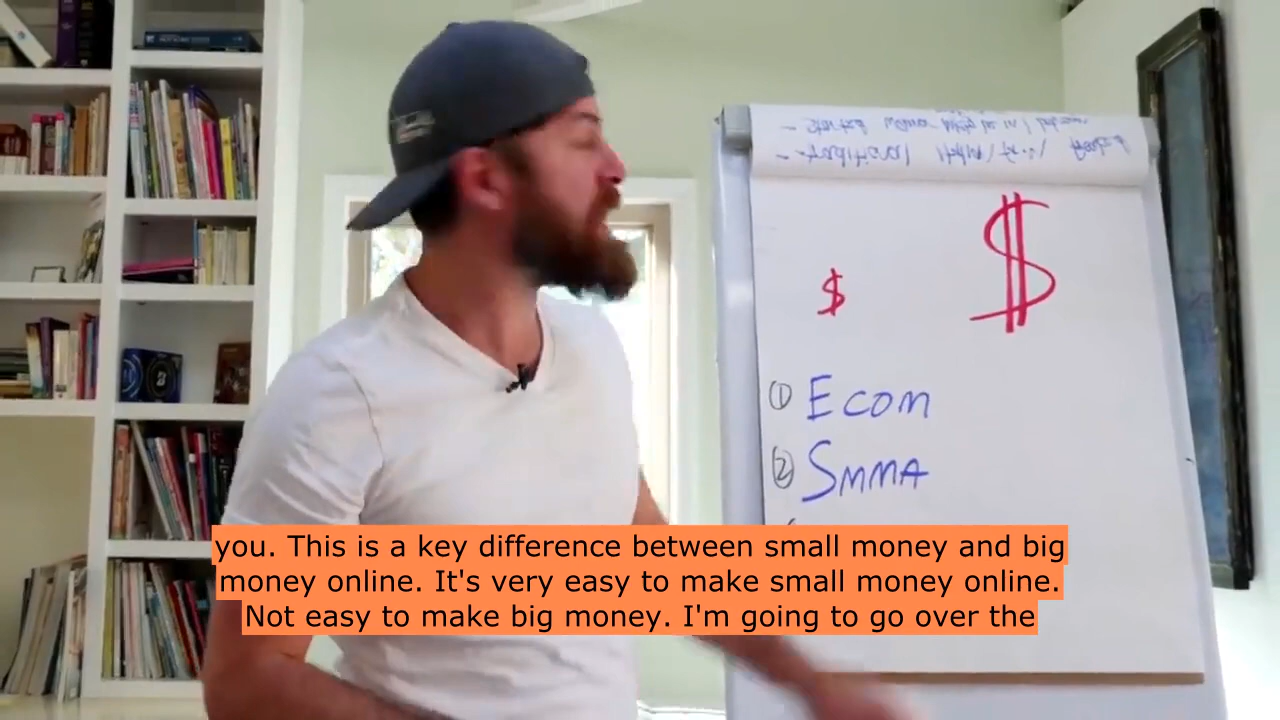 $
$
① Ecom
② SMMA
you. This is a key difference between small money and big
money online. It's very easy to make small money online.
Not easy to make big money. I'm going to go over the